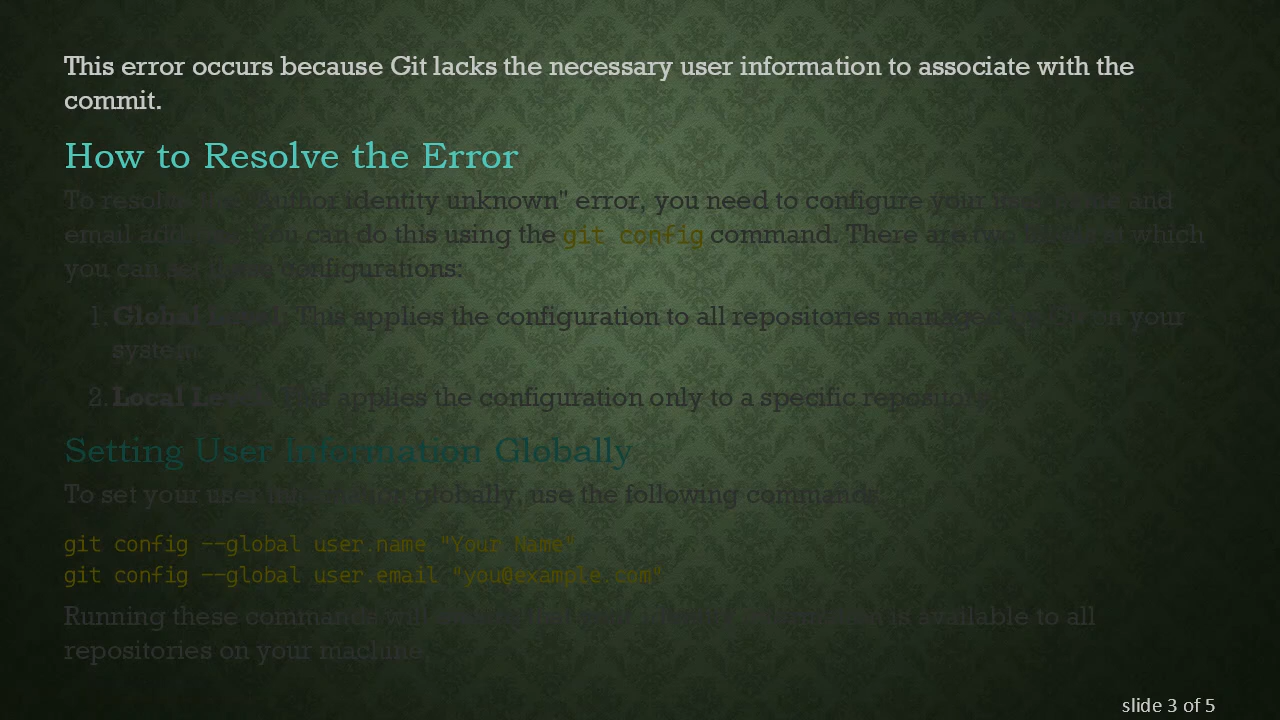 This error occurs because Git lacks the necessary user information to associate with the
commit.
How to Resolve the Error
To resolve the "Author identity unknown" error, you need to configure your user name and
email address. You can do this using the git config command. There are two levels at which
you can set these configurations:
1. Global Level: This applies the configuration to all repositories managed by Git on your
system.
2. Local Level: This applies the configuration only to a specific repository.
Setting User Information Globally
To set your user information globally, use the following commands:
git config --global user.name "Your Name"
git config --global user.email "you@example.com"
Running these commands will is available to all
repositories on your machine.
slide 3 of 5